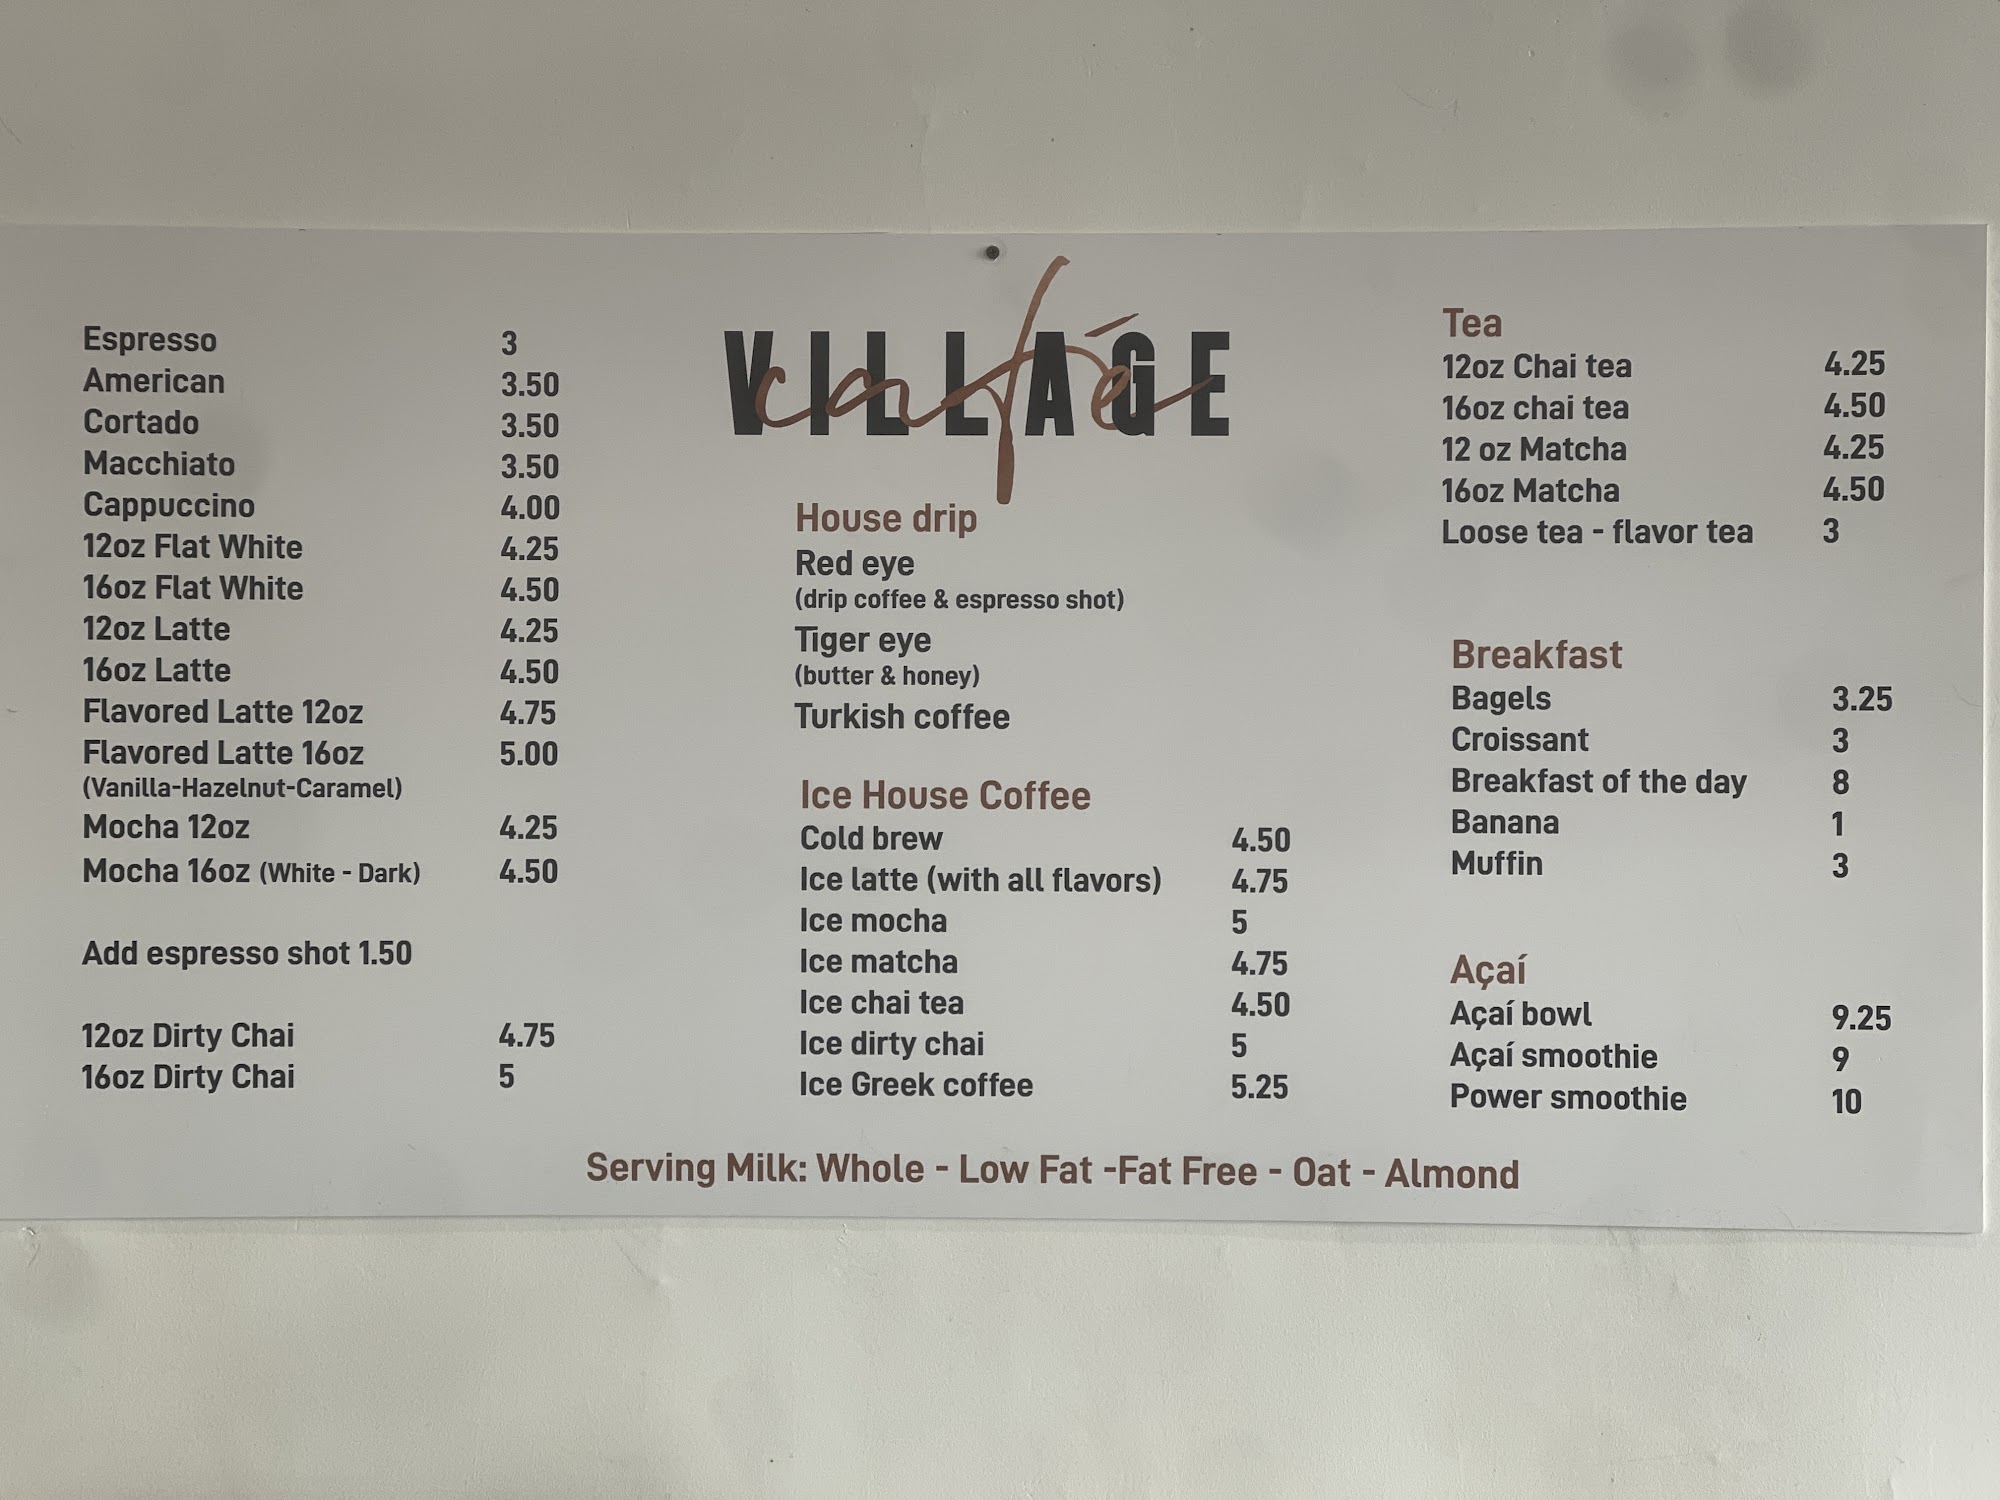 Espresso 3
American 3.50
Cortado 3.50
Macchiato 3.50
Cappuccino 4.00
12oz Flat White 4.25
16oz Flat White 4.50
12oz Latte 4.25
16oz Latte 4.50
Flavored Latte 12oz 4.75
Flavored Latte 16oz 5.00
(Vanilla-Hazelnut-Caramel)
Mocha 12oz 4.25
Mocha 16oz (White - Dark) 4.50
Add espresso shot 1.50
12oz Dirty Chai 4.75
16oz Dirty Chai 5
VILLAGE
café
House drip
Red eye
(drip coffee & espresso shot)
Tiger eye
(butter & honey)
Turkish coffee
Ice House Coffee
Cold brew 4.50
Ice latte (with all flavors) 4.75
Ice mocha 5
Ice matcha 4.75
Ice chai tea 4.50
Ice dirty chai 5
Ice Greek coffee 5.25
Tea
12oz Chai tea 4.25
16oz chai tea 4.50
12 oz Matcha 4.25
16oz Matcha 4.50
Loose tea - flavor tea 3
Breakfast
Bagels 3.25
Croissant 3
Breakfast of the day 8
Banana 1
Muffin 3
Açaí
Açaí bowl 9.25
Açaí smoothie 9
Power smoothie 10
Serving Milk: Whole - Low Fat -Fat Free - Oat - Almond